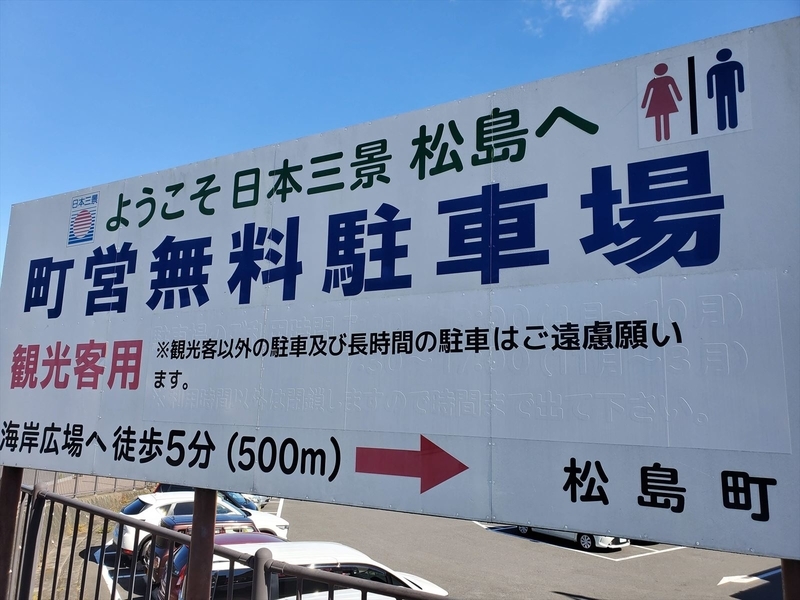 ようこそ 日本三景 松島へ
日本三景
町営無料駐車場
観光客用
※観光客以外の駐車及び長時間の駐車はご遠慮願い
ます。
海岸広場へ 徒歩5分 (500m)
松島町